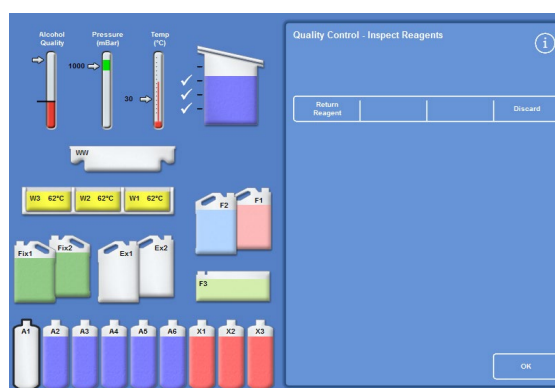 Alcohol
Quality
Pressure
(mBar)
Temp
(°C)
1000
30
WW
W3 62°C
W2 62°C
W1 62°C
F2
F1
Fix1
Fix2
Ex1
Ex2
F3
A1
A2
A3
A4
A5
A6
X1
X2
X3
Quality Control - Inspect Reagents
i
Return
Reagent
Discard
OK